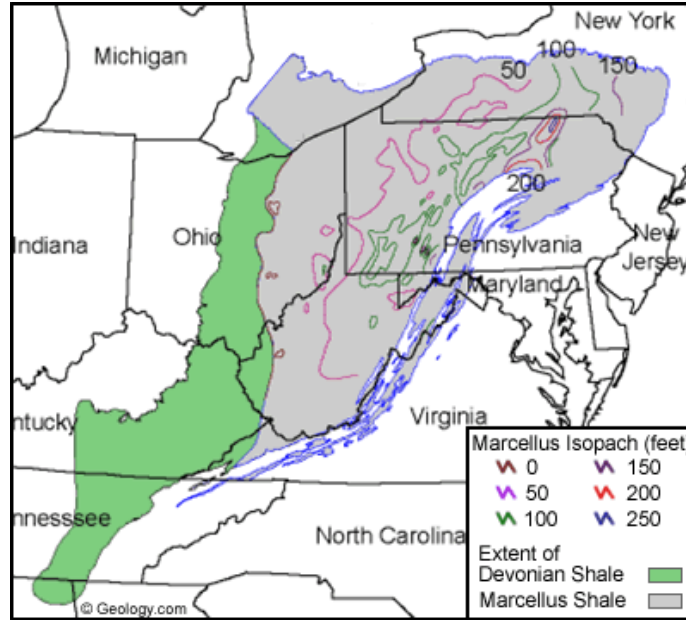 New York
Michigan
100
50
150
200
Ohio
Indiana
Pennsylvania
New
Jersey
Maryland
ntucky
Virginia
nnesssee
North Carolina
Marcellus Isopach (feet
0
150
50
200
100
250
Extent of
Devonian Shale
Marcellus Shale
© Geology.com